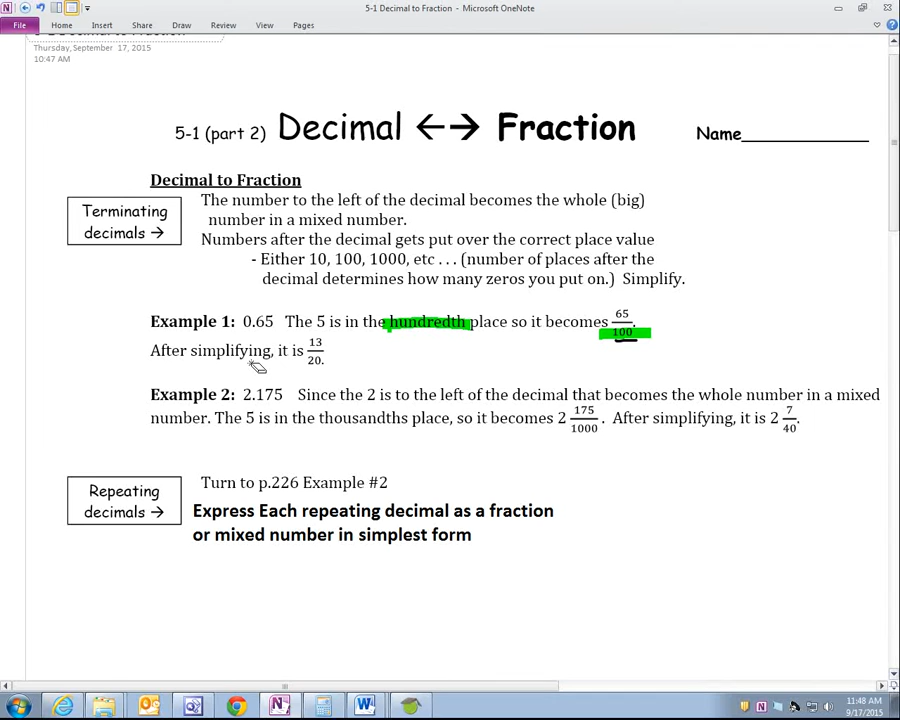 5-1 Decimal to Fraction - Microsoft OneNote
File Home Insert Share Draw Review View Pages
5-1 Decimal to Fraction
Thursday, September 17, 2015
10:47 AM
5-1 (part 2) Decimal ←→ Fraction Name____________
Decimal to Fraction
Terminating
decimals →
The number to the left of the decimal becomes the whole (big)
number in a mixed number.
Numbers after the decimal gets put over the correct place value
- Either 10, 100, 1000, etc . . . (number of places after the
decimal determines how many zeros you put on.) Simplify.
Example 1: 0.65 The 5 is in the hundredth place so it becomes 65/100.
After simplifying, it is 13/20.
Example 2: 2.175 Since the 2 is to the left of the decimal that becomes the whole number in a mixed
number. The 5 is in the thousandths place, so it becomes 2 175/1000 . After simplifying, it is 2 7/40.
Repeating
decimals →
Turn to p.226 Example #2
Express Each repeating decimal as a fraction
or mixed number in simplest form
11:48 AM
9/17/2015